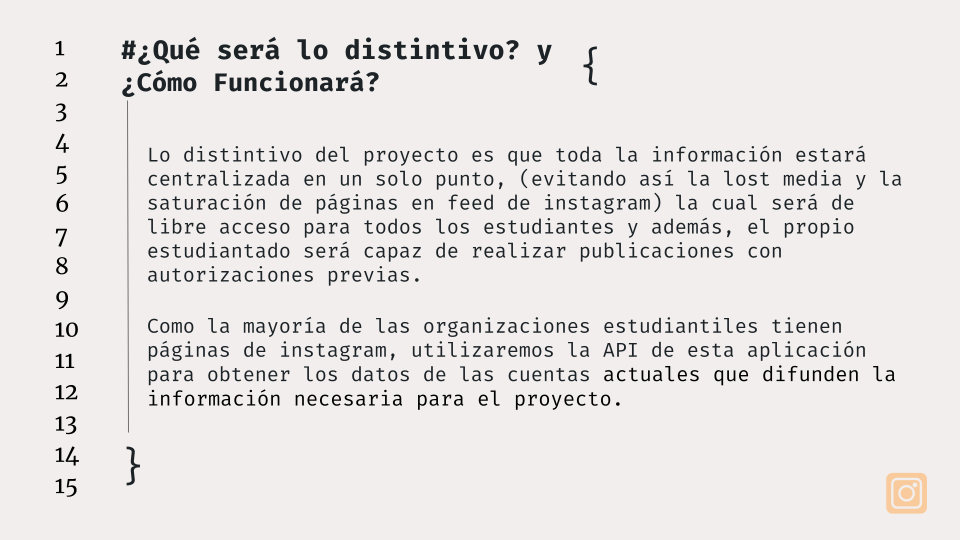 1
2
3
4
5
6
7
8
9
10
11
12
13
14
15
#¿Qué será lo distintivo? y {
¿Cómo Funcionará?
Lo distintivo del proyecto es que toda la información estará
centralizada en un solo punto, (evitando así la lost media y la
saturación de páginas en feed de instagram) la cual será de
libre acceso para todos los estudiantes y además, el propio
estudiantado será capaz de realizar publicaciones con
autorizaciones previas.
Como la mayoría de las organizaciones estudiantiles tienen
páginas de instagram, utilizaremos la API de esta aplicación
para obtener los datos de las cuentas actuales que difunden la
información necesaria para el proyecto.
}